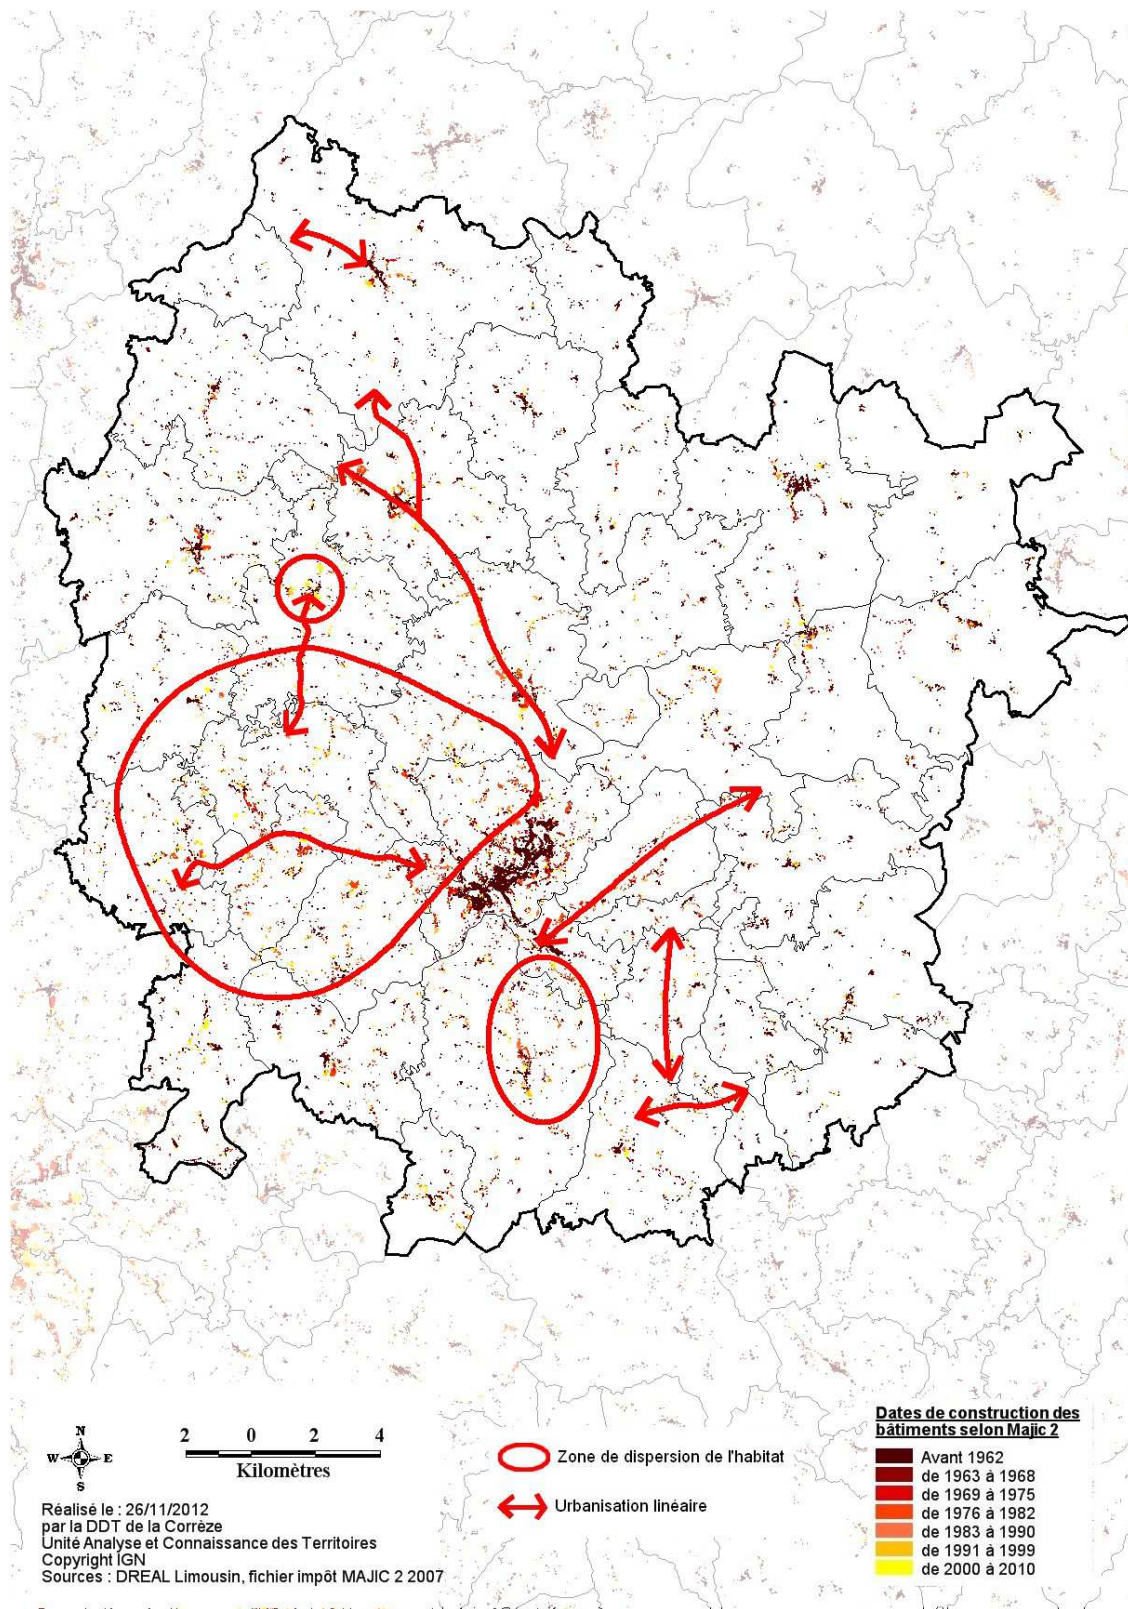 N
W E
S
2 0 2 4
Kilomètres
Réalisé le : 26/11/2012
par la DDT de la Corrèze
Unité Analyse et Connaissance des Territoires
Copyright IGN
Sources : DREAL Limousin, fichier impôt MAJIC 2 2007
Zone de dispersion de l'habitat
Urbanisation linéaire
Dates de construction des
bâtiments selon Majic 2
Avant 1962
de 1963 à 1968
de 1969 à 1975
de 1976 à 1982
de 1983 à 1990
de 1991 à 1999
de 2000 à 2010